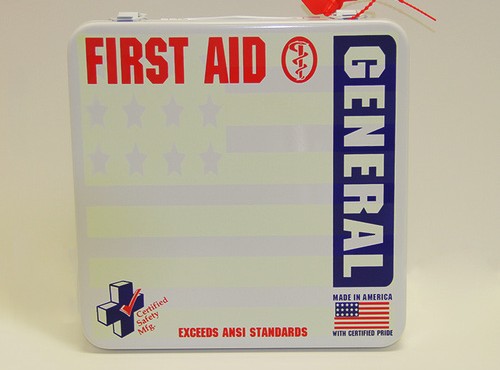 FIRST AID
GENERAL
Certified
Safety
Mfg.
EXCEEDS ANSI STANDARDS
MADE IN AMERICA
WITH CERTIFIED PRIDE